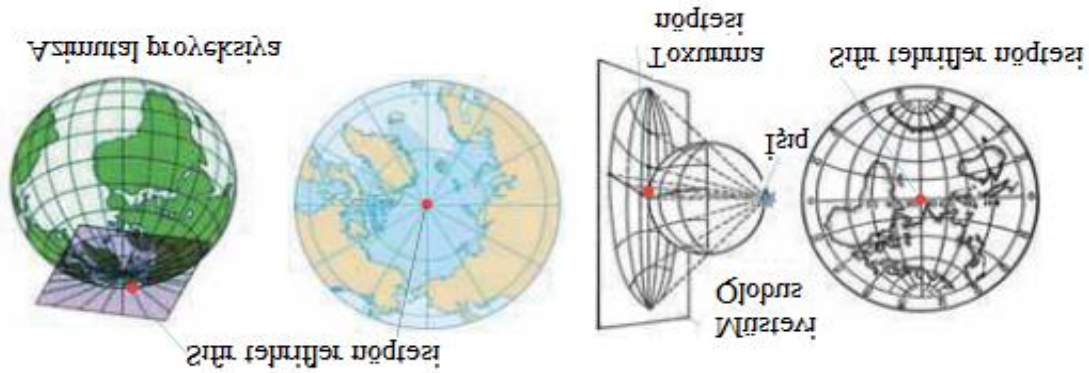 Sıfır təhriflər nöqtəsi
Müstəvi
Qlobus
İşıq
Azimutal proyeksiya
Toxunma
nöqtəsi
Sıfır təhriflər nöqtəsi